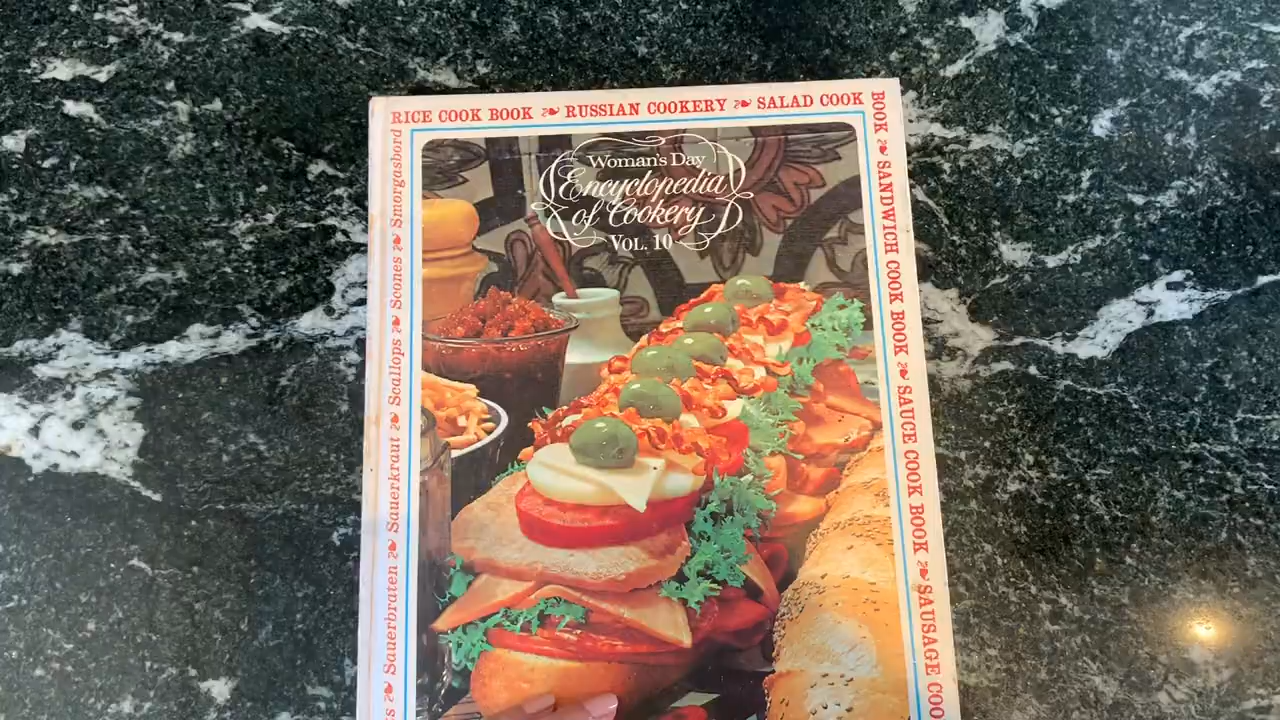 RICE COOK BOOK ❧ RUSSIAN COOKERY ❧ SALAD COOK BOOK ❧ SANDWICH COOK BOOK ❧ SAUCE COOK BOOK ❧ SAUSAGE COO
Woman's Day
Encyclopedia
of Cookery
VOL. 10
Sauerbraten ❧ Sauerkraut ❧ Scallops ❧ Scones ❧ Smorgasbord